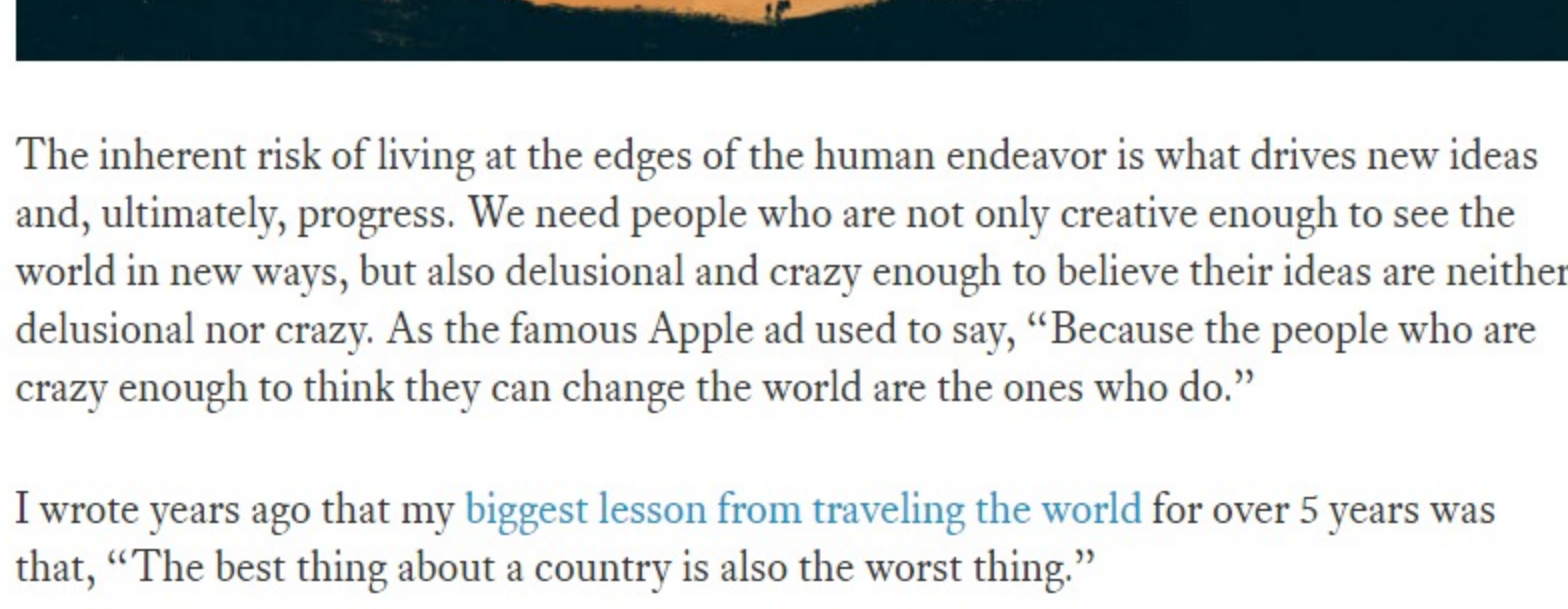 The inherent risk of living at the edges of the human endeavor is what drives new ideas
and, ultimately, progress. We need people who are not only creative enough to see the
world in new ways, but also delusional and crazy enough to believe their ideas are neither
delusional nor crazy. As the famous Apple ad used to say, “Because the people who are
crazy enough to think they can change the world are the ones who do.”
I wrote years ago that my biggest lesson from traveling the world for over 5 years was
that, “The best thing about a country is also the worst thing.”